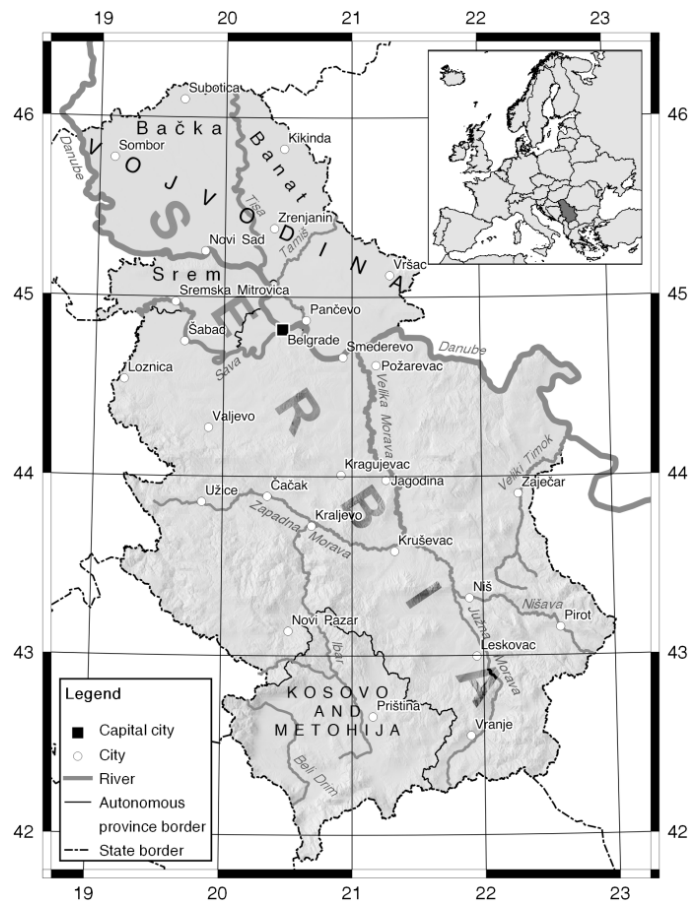 19 20 21 22 23
46
45
44
43
42
46
45
44
43
42
19 20 21 22 23
Subotica
Bačka
Sombor
Banat
Kikinda
Danube
VOJVODINA
Tisa
Zrenjanin
Tamiš
Novi Sad
Srem
Vršac
Sremska Mitrovica
Pančevo
Šabac
Belgrade
Smederevo
Danube
Požarevac
Loznica
Sava
Velika Morava
Valjevo
SERBIA
Kragujevac
Jagodina
Veliki Timok
Zaječar
Užice
Čačak
Kraljevo
Zapadna Morava
Kruševac
Niš
Nišava
Pirot
Novi Pazar
Ibar
Južna Morava
Leskovac
KOSOVO
AND
METOHIJA
Priština
Vranje
Beli Drim
Legend
Capital city
City
River
Autonomous
province border
State border